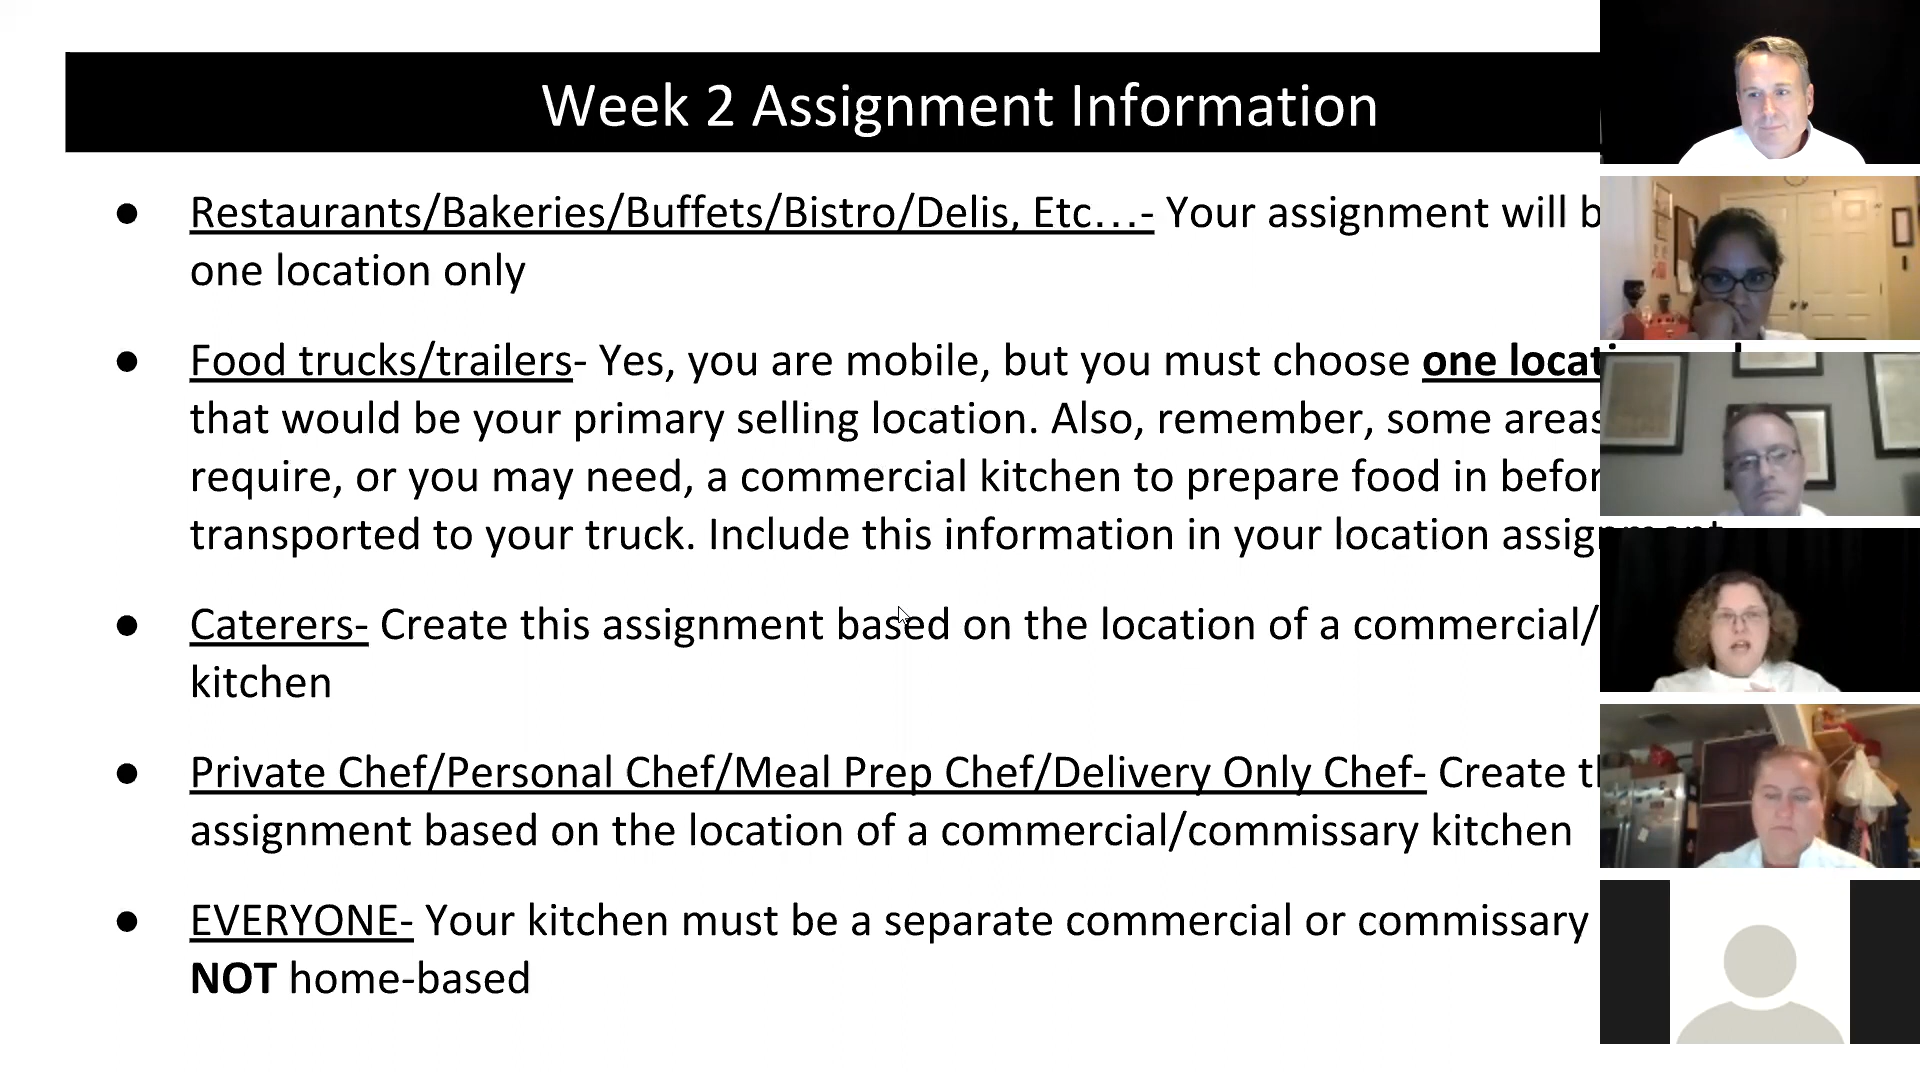 Week 2 Assignment Information
● Restaurants/Bakeries/Buffets/Bistro/Delis, Etc…- Your assignment will
one location only
● Food trucks/trailers- Yes, you are mobile, but you must choose one
that would be your primary selling location. Also, remember, some areas
require, or you may need, a commercial kitchen to prepare food in
transported to your truck. Include this information in your location assignment
● Caterers- Create this assignment based on the location of a commercial/
kitchen
● Private Chef/Personal Chef/Meal Prep Chef/Delivery Only Chef- Create
assignment based on the location of a commercial/commissary kitchen
● EVERYONE- Your kitchen must be a separate commercial or commissary
NOT home-based